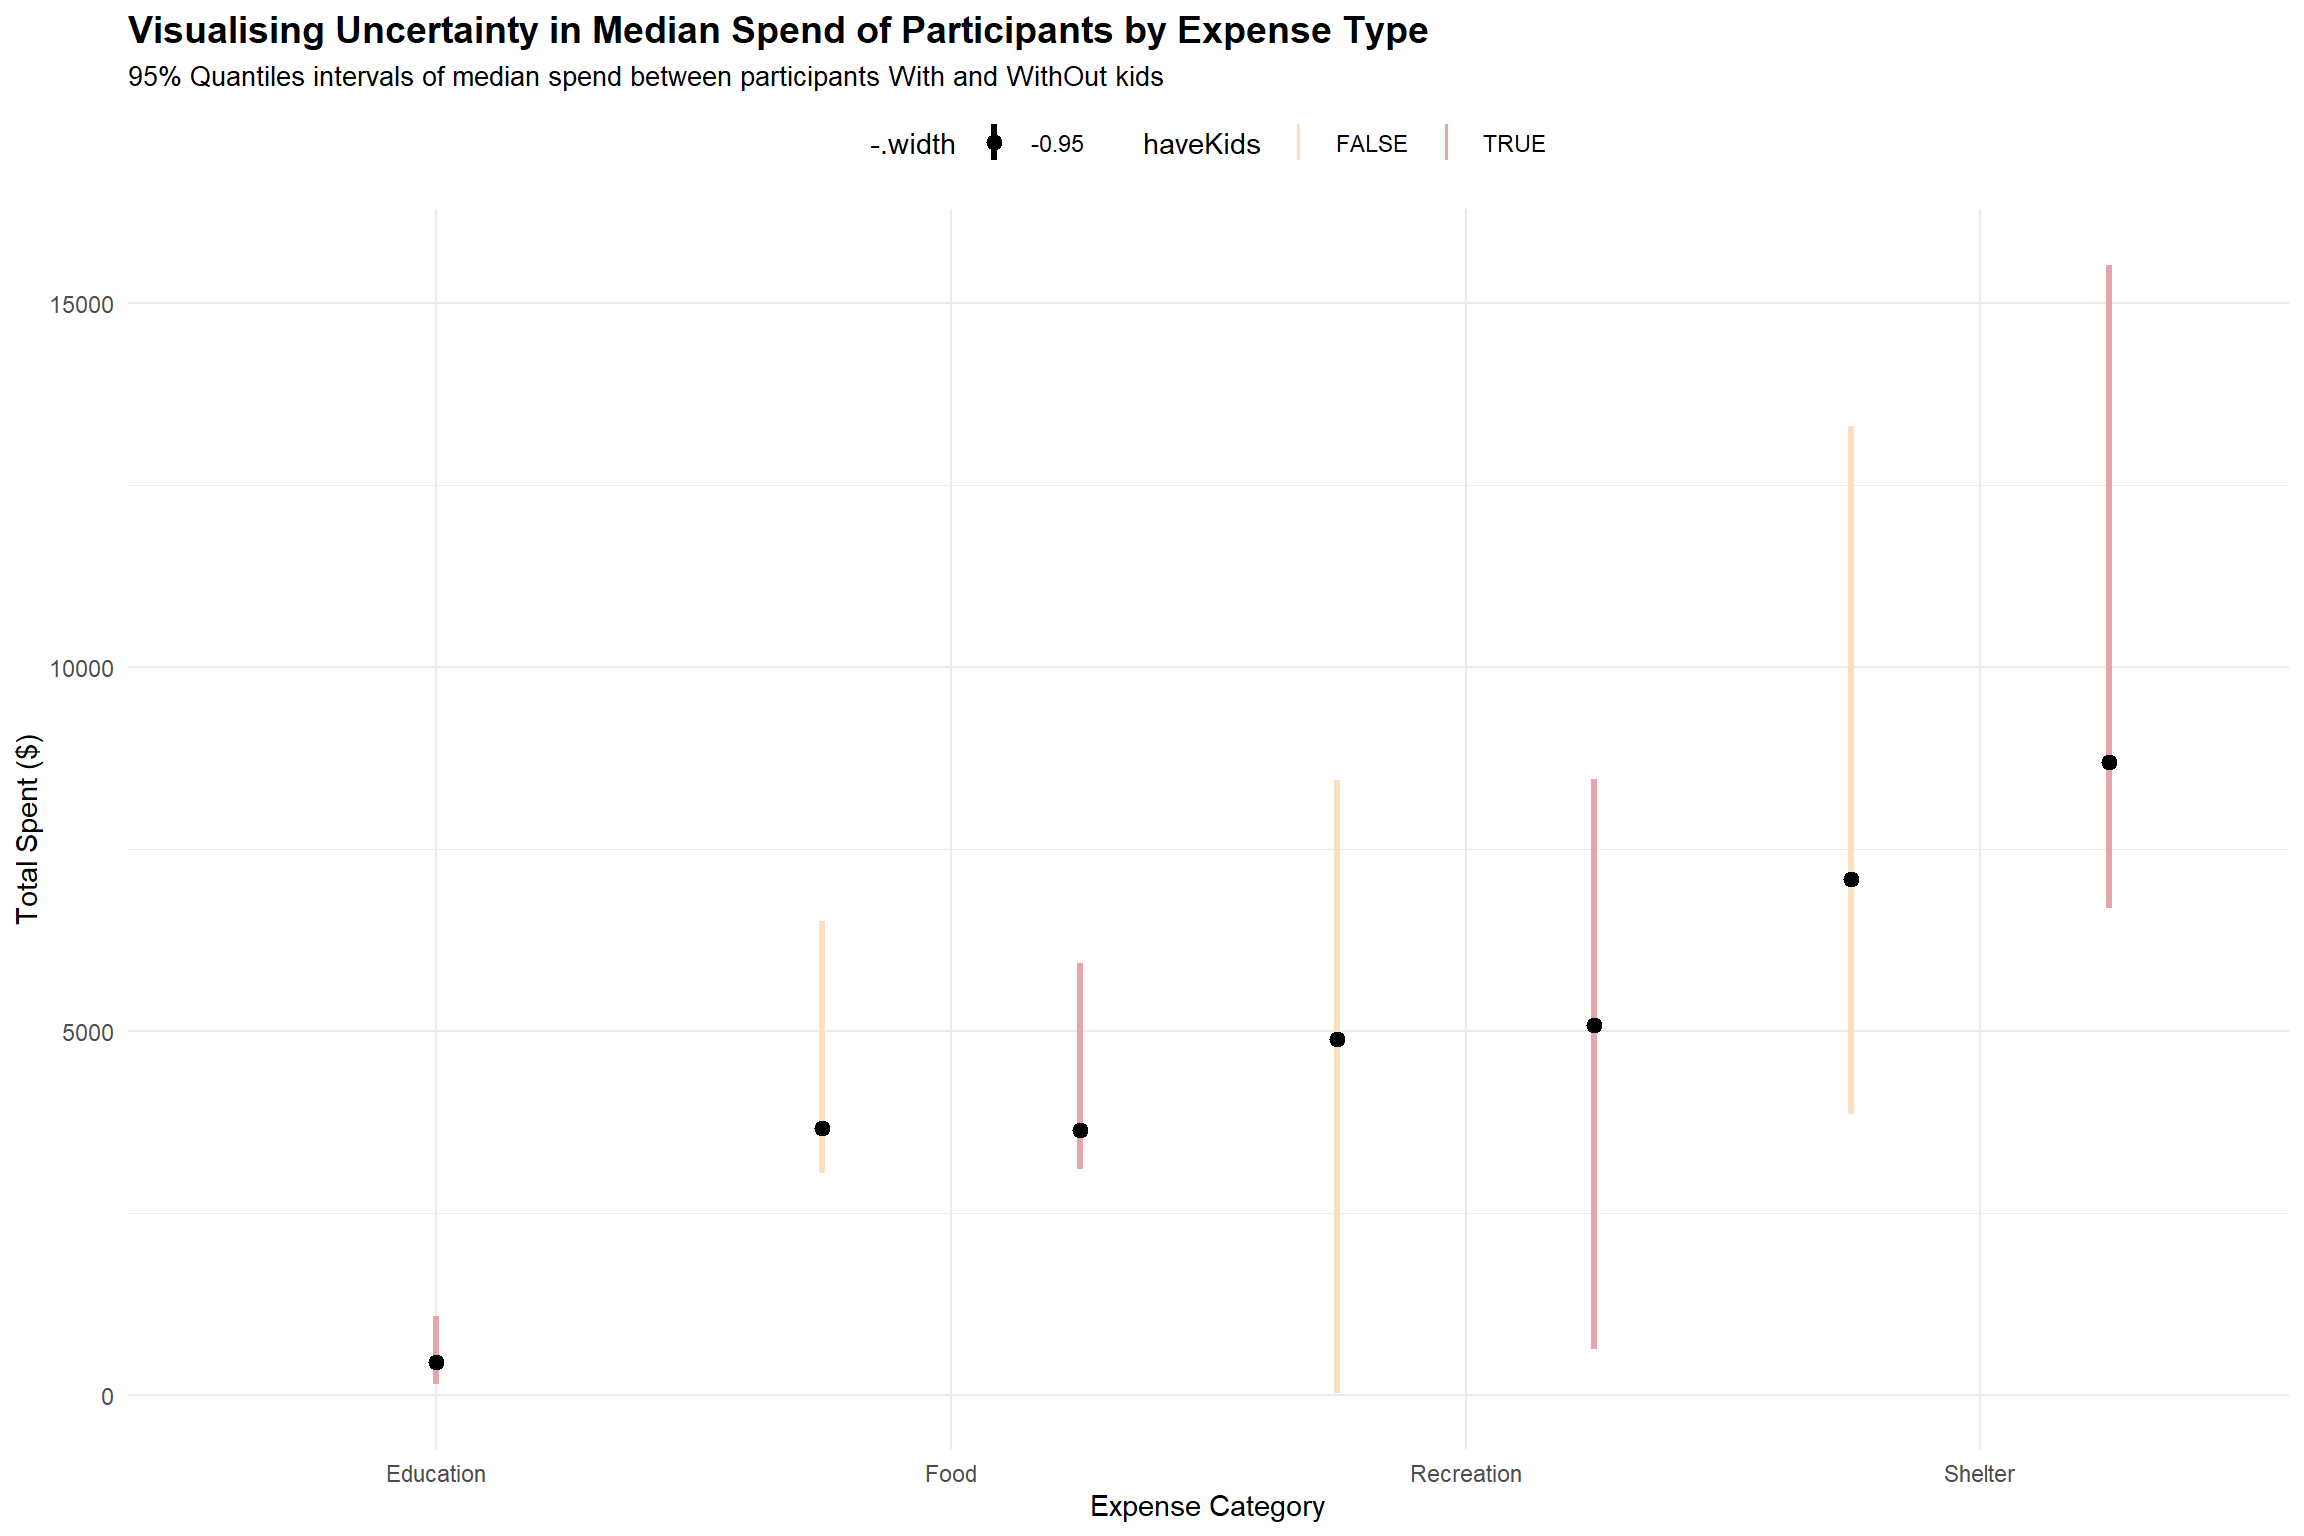 Visualising Uncertainty in Median Spend of Participants by Expense Type
95% Quantiles intervals of median spend between participants With and WithOut kids
-.width -0.95 haveKids FALSE TRUE
15000
10000
5000
0
Total Spent ($)
Education Food Recreation Shelter
Expense Category